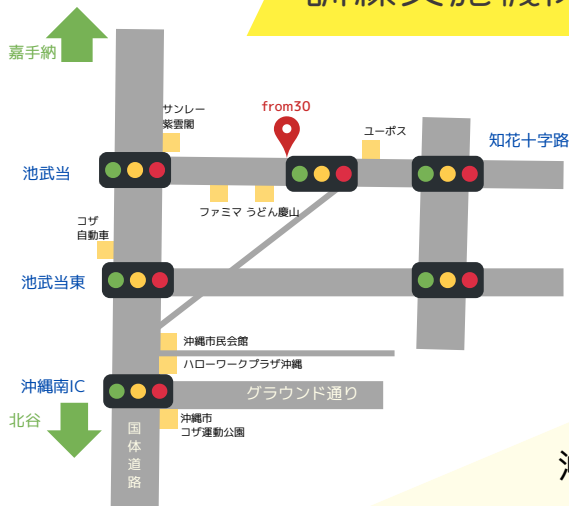 嘉手納
サンレー
紫雲閣
from30
ユーポス
知花十字路
池武当
ファミマ うどん慶山
コザ
自動車
池武当東
沖縄市民会館
ハローワークプラザ沖縄
沖縄南IC
グラウンド通り
北谷
沖縄市
コザ運動公園
国体道路